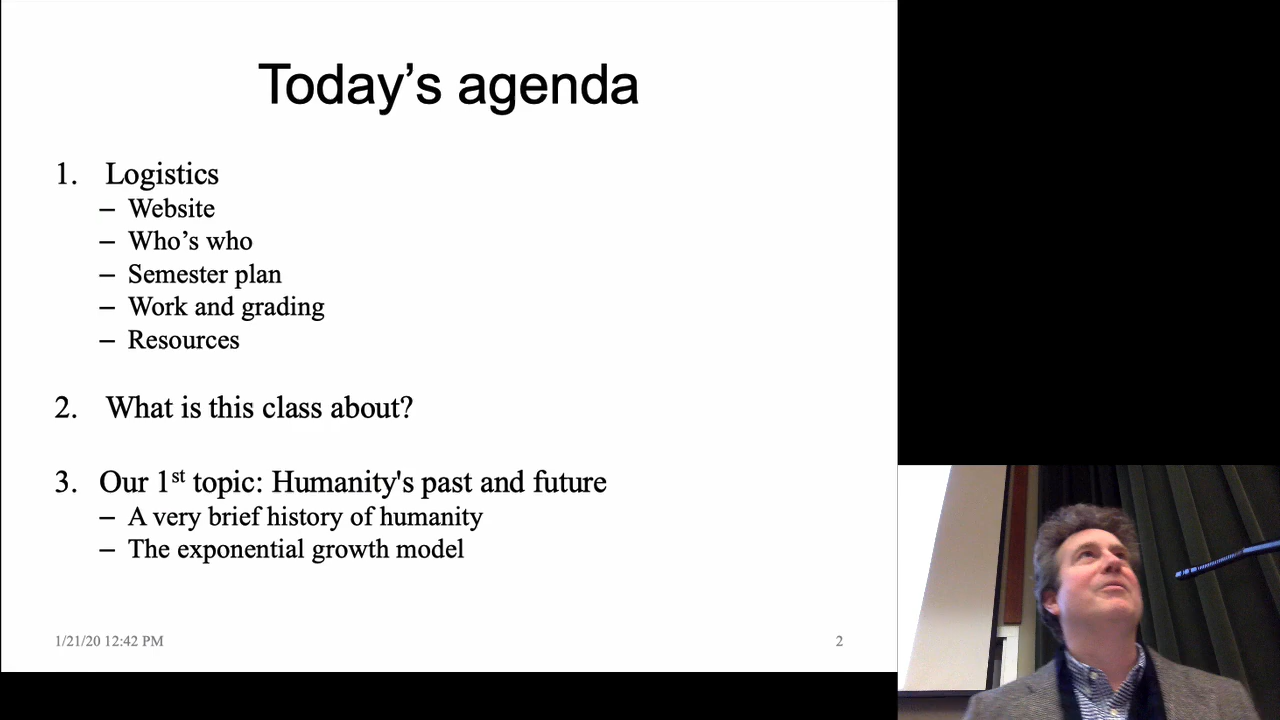 Today’s agenda
1. Logistics
– Website
– Who’s who
– Semester plan
– Work and grading
– Resources
2. What is this class about?
3. Our 1st topic: Humanity's past and future
– A very brief history of humanity
– The exponential growth model
1/21/20 12:42 PM
2